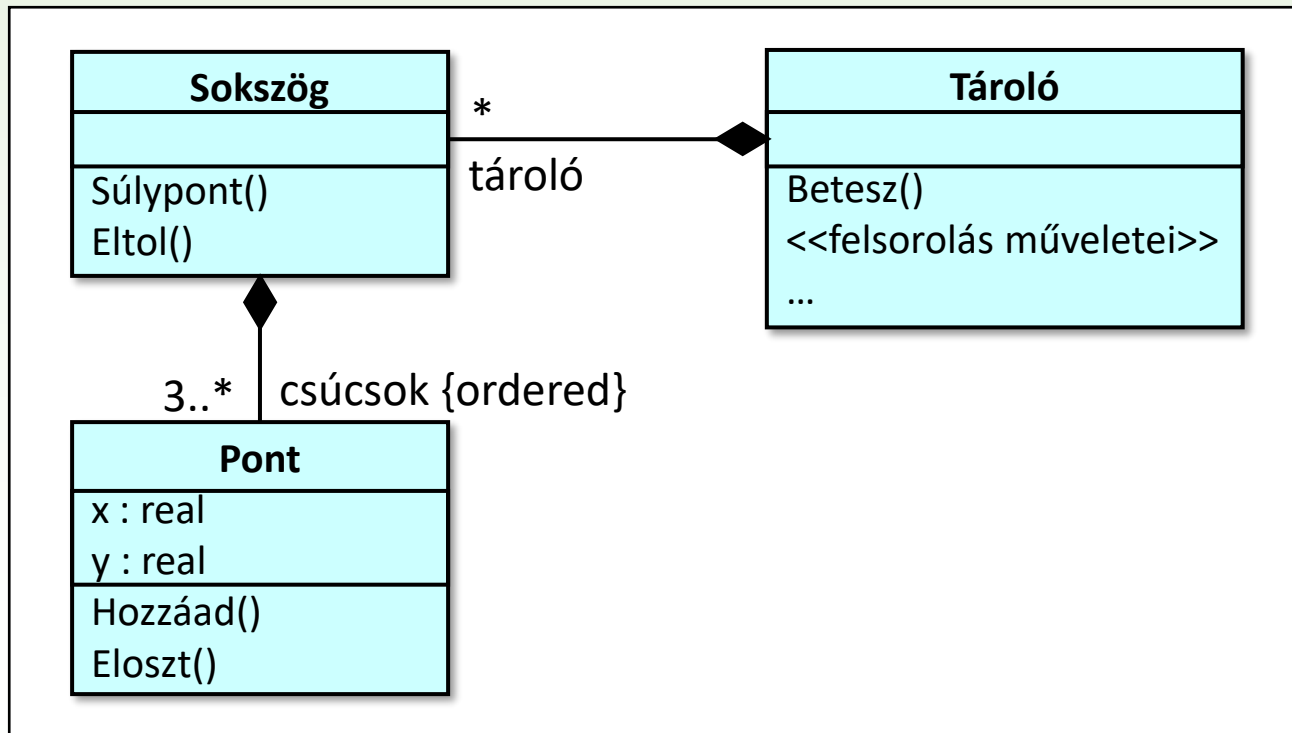 Sokszög
Súlypont()
Eltol()
*
tároló
Tároló
Betesz()
<<felsorolás műveletei>>
...
3..*
csúcsok {ordered}
Pont
x : real
y : real
Hozzáad()
Eloszt()